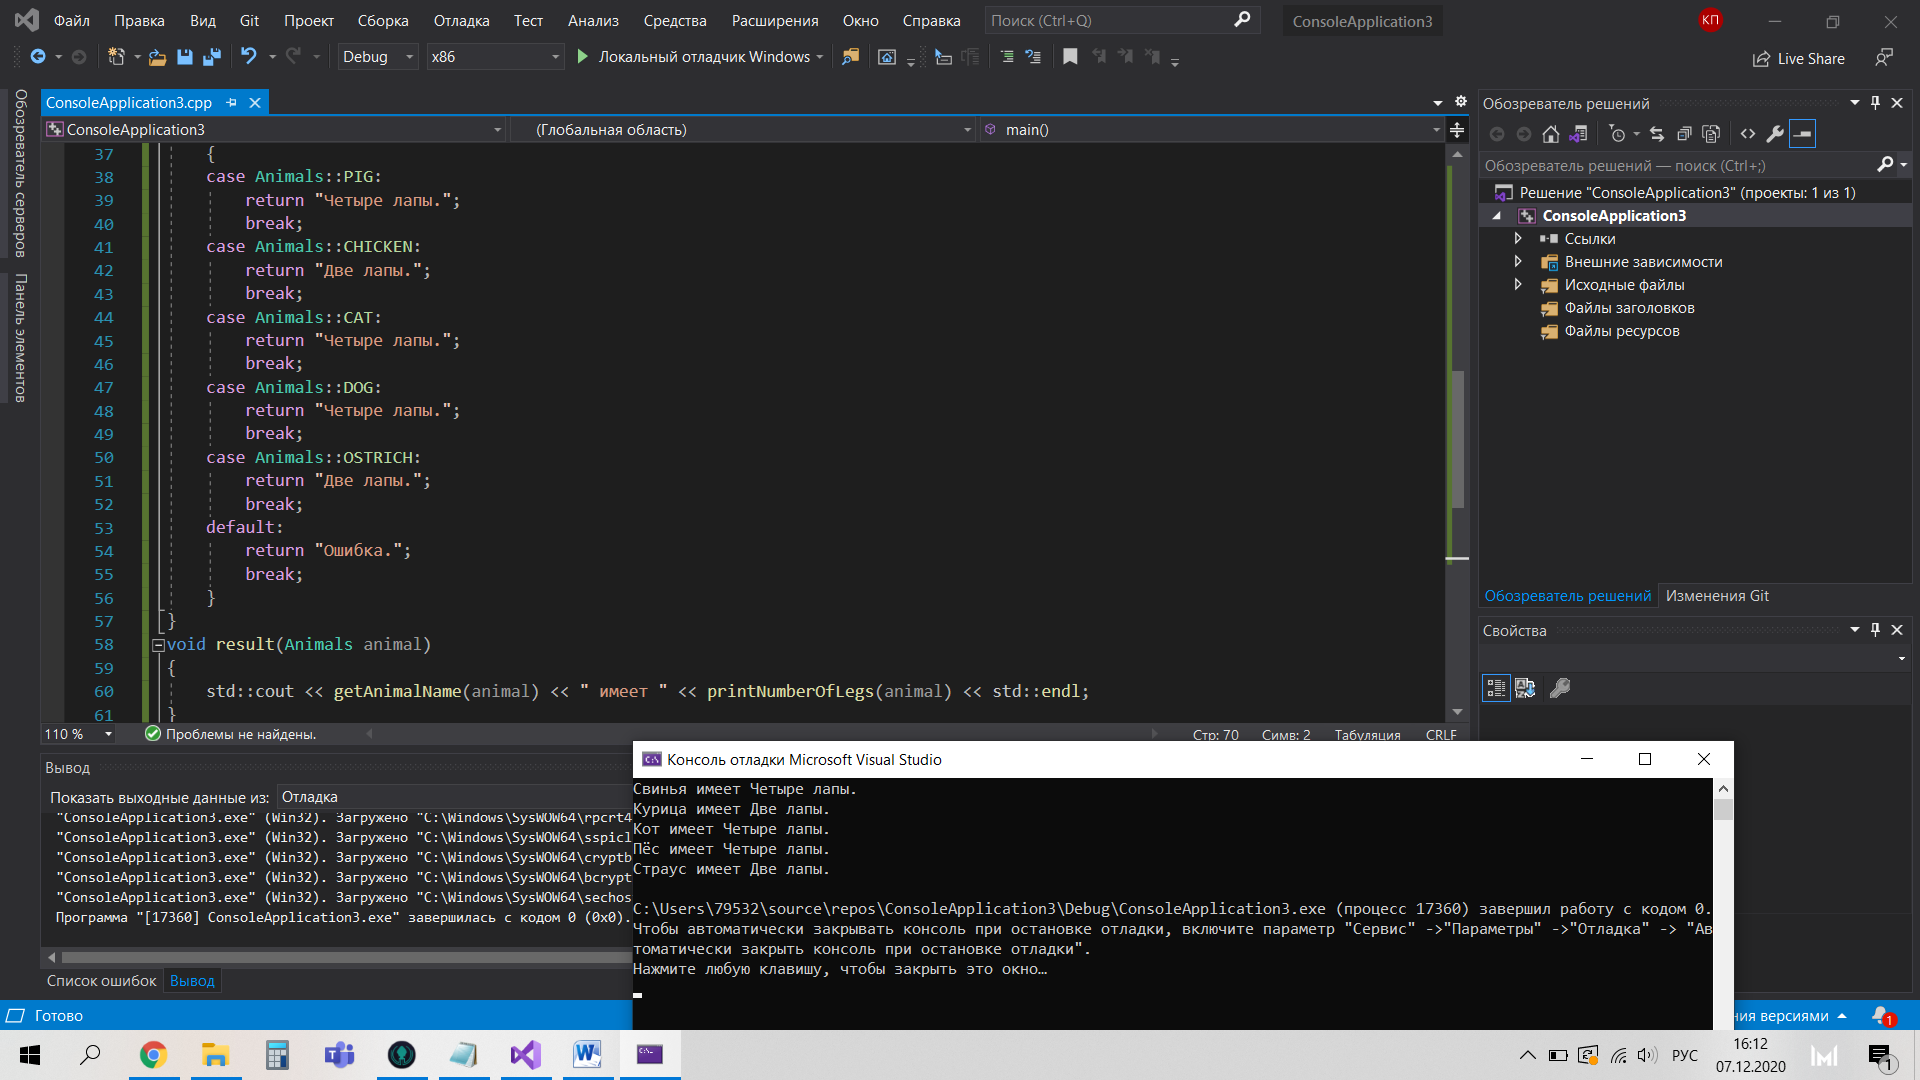 Файл Правка Вид Git Проект Сборка Отладка Тест Анализ Средства Расширения Окно Справка Поиск (Ctrl+Q) ConsoleApplication3 КП
Debug x86 Локальный отладчик Windows Live Share
Обозреватель серверов
Панель элементов
ConsoleApplication3.cpp
ConsoleApplication3 (Глобальная область) main()
37 {
38 case Animals::PIG:
39 return "Четыре лапы.";
40 break;
41 case Animals::CHICKEN:
42 return "Две лапы.";
43 break;
44 case Animals::CAT:
45 return "Четыре лапы.";
46 break;
47 case Animals::DOG:
48 return "Четыре лапы.";
49 break;
50 case Animals::OSTRICH:
51 return "Две лапы.";
52 break;
53 default:
54 return "Ошибка.";
55 break;
56 }
57 }
58 void result(Animals animal)
59 {
60 std::cout << getAnimalName(animal) << " имеет " << printNumberOfLegs(animal) << std::endl;
61 }
110 % Проблемы не найдены. Стр: 70 Симв: 2 Табуляция CRLF
Обозреватель решений
Обозреватель решений — поиск (Ctrl+;)
Решение "ConsoleApplication3" (проекты: 1 из 1)
ConsoleApplication3
Ссылки
Внешние зависимости
Исходные файлы
Файлы заголовков
Файлы ресурсов
Обозреватель решений Изменения Git
Свойства
Вывод
Показать выходные данные из: Отладка
"ConsoleApplication3.exe" (Win32). Загружено "C:\Windows\SysWOW64\rpcrt4
"ConsoleApplication3.exe" (Win32). Загружено "C:\Windows\SysWOW64\sspicl
"ConsoleApplication3.exe" (Win32). Загружено "C:\Windows\SysWOW64\cryptb
"ConsoleApplication3.exe" (Win32). Загружено "C:\Windows\SysWOW64\bcrypt
"ConsoleApplication3.exe" (Win32). Загружено "C:\Windows\SysWOW64\sechos
Программа "[17360] ConsoleApplication3.exe" завершилась с кодом 0 (0x0).
Список ошибок Вывод
Консоль отладки Microsoft Visual Studio
Свинья имеет Четыре лапы.
Курица имеет Две лапы.
Кот имеет Четыре лапы.
Пёс имеет Четыре лапы.
Страус имеет Две лапы.
C:\Users\79532\source\repos\ConsoleApplication3\Debug\ConsoleApplication3.exe (процесс 17360) завершил работу с кодом 0.
Чтобы автоматически закрывать консоль при остановке отладки, включите параметр "Сервис" ->"Параметры" ->"Отладка" -> "Ав
томатически закрыть консоль при остановке отладки".
Нажмите любую клавишу, чтобы закрыть это окно…
Готово ния версиями 1
РУС 16:12
07.12.2020 1